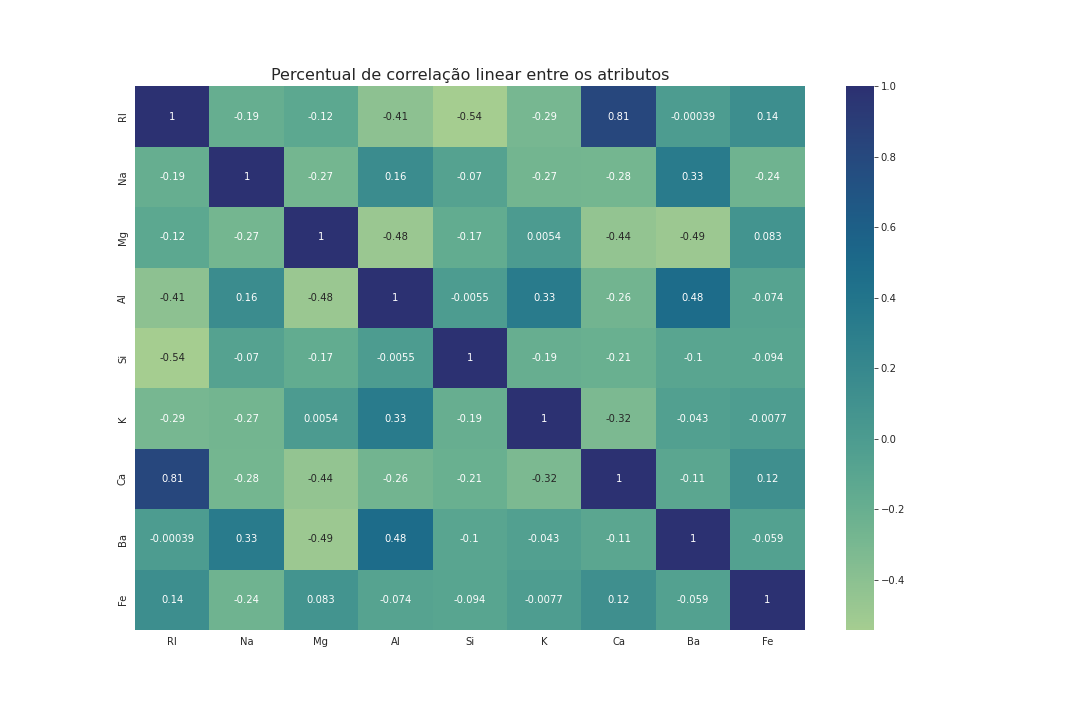 Percentual de correlação linear entre os atributos
RI 1 -0.19 -0.12 -0.41 -0.54 -0.29 0.81 -0.00039 0.14
Na -0.19 1 -0.27 0.16 -0.07 -0.27 -0.28 0.33 -0.24
Mg -0.12 -0.27 1 -0.48 -0.17 0.0054 -0.44 -0.49 0.083
Al -0.41 0.16 -0.48 1 -0.0055 0.33 -0.26 0.48 -0.074
Si -0.54 -0.07 -0.17 -0.0055 1 -0.19 -0.21 -0.1 -0.094
K -0.29 -0.27 0.0054 0.33 -0.19 1 -0.32 -0.043 -0.0077
Ca 0.81 -0.28 -0.44 -0.26 -0.21 -0.32 1 -0.11 0.12
Ba -0.00039 0.33 -0.49 0.48 -0.1 -0.043 -0.11 1 -0.059
Fe 0.14 -0.24 0.083 -0.074 -0.094 -0.0077 0.12 -0.059 1
RI Na Mg Al Si K Ca Ba Fe
1.0
0.8
0.6
0.4
0.2
0.0
−0.2
−0.4